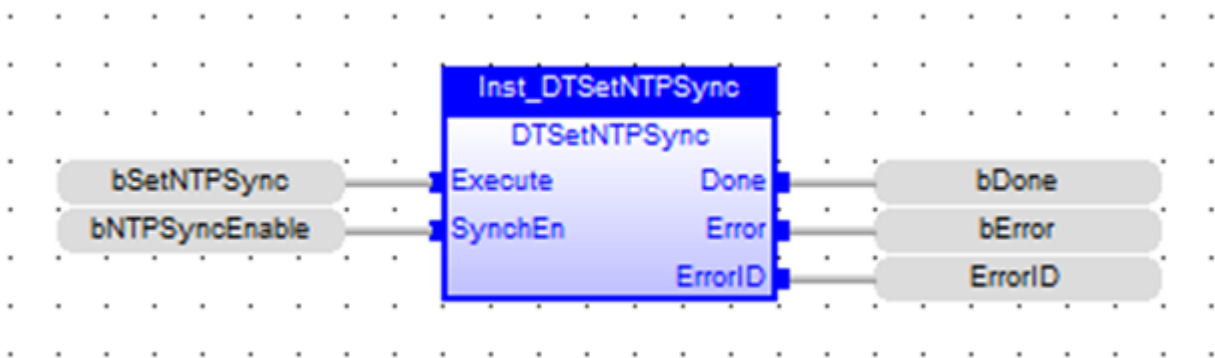 Inst_DTSetNTPSync
DTSetNTPSync
bSetNTPSync Execute Done bDone
bNTPSyncEnable SynchEn Error bError
ErrorID ErrorID